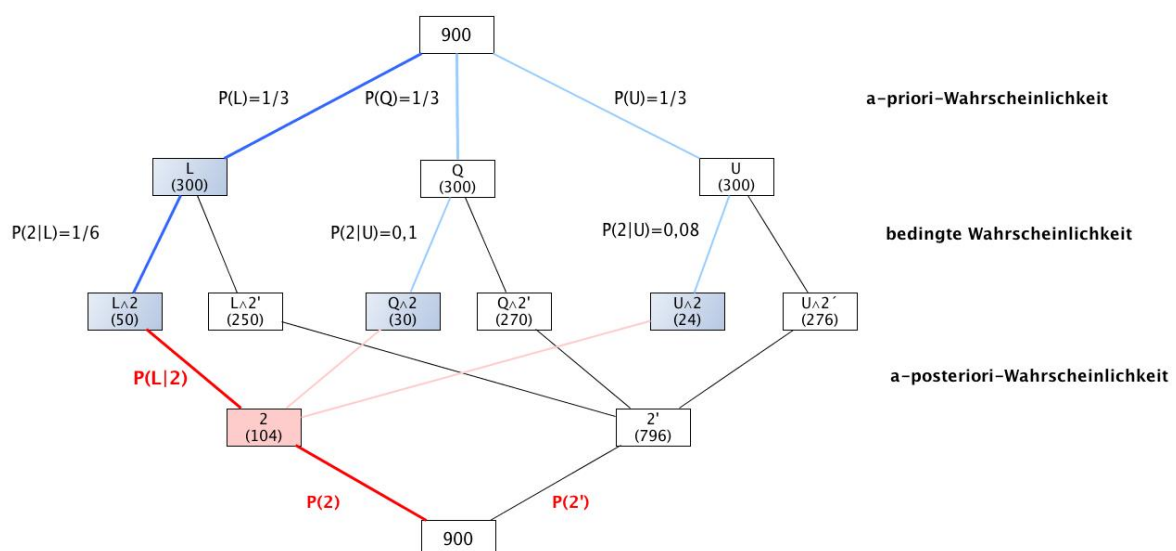 900
P(L)=1/3
P(Q)=1/3
P(U)=1/3
a-priori-Wahrscheinlichkeit
L
(300)
Q
(300)
U
(300)
P(2|L)=1/6
P(2|U)=0,1
P(2|U)=0,08
bedingte Wahrscheinlichkeit
L∧2
(50)
L∧2'
(250)
Q∧2
(30)
Q∧2'
(270)
U∧2
(24)
U∧2´
(276)
P(L|2)
a-posteriori-Wahrscheinlichkeit
2
(104)
2'
(796)
P(2)
P(2')
900